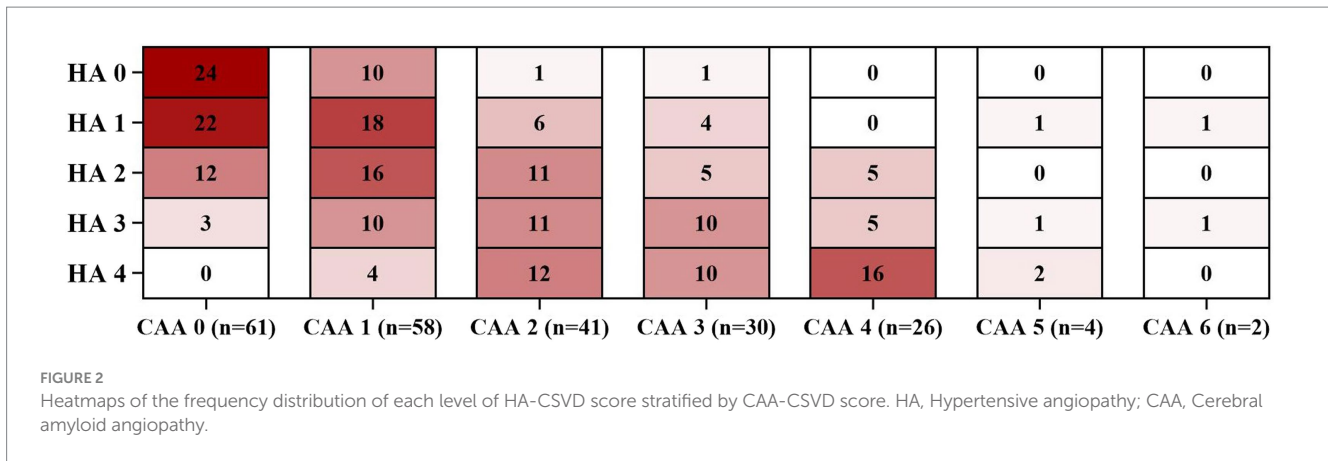 HA 0 24 10 1 1 0 0 0
HA 1 22 18 6 4 0 1 1
HA 2 12 16 11 5 5 0 0
HA 3 3 10 11 10 5 1 1
HA 4 0 4 12 10 16 2 0
CAA 0 (n=61) CAA 1 (n=58) CAA 2 (n=41) CAA 3 (n=30) CAA 4 (n=26) CAA 5 (n=4) CAA 6 (n=2)
FIGURE 2
Heatmaps of the frequency distribution of each level of HA-CSVD score stratified by CAA-CSVD score. HA, Hypertensive angiopathy; CAA, Cerebral
amyloid angiopathy.